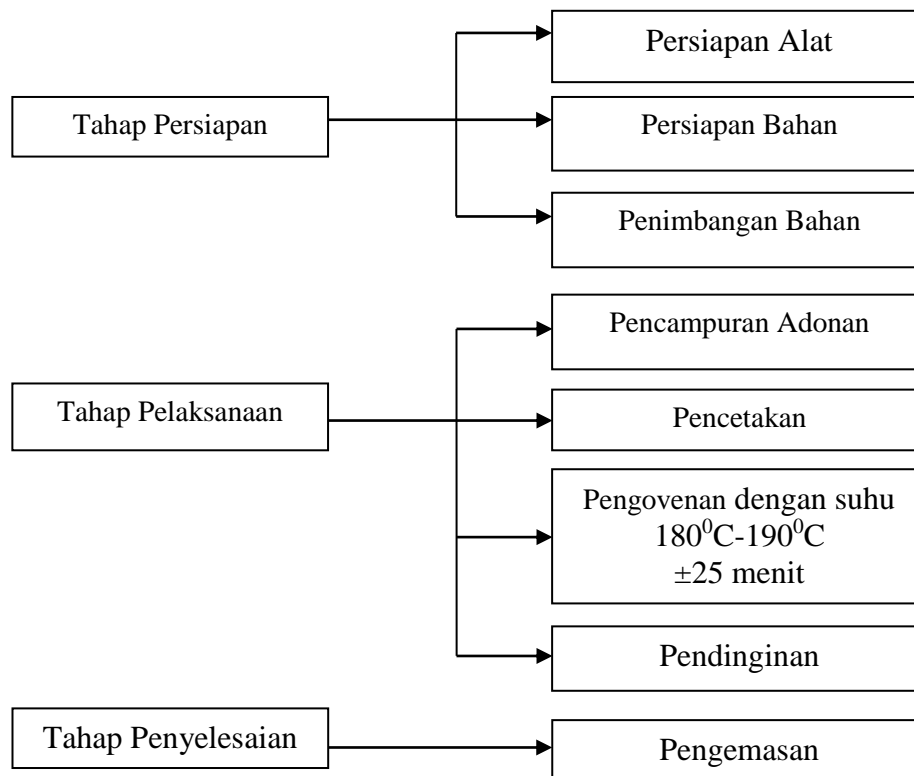 Tahap Persiapan
Persiapan Alat
Persiapan Bahan
Penimbangan Bahan
Tahap Pelaksanaan
Pencampuran Adonan
Pencetakan
Pengovenan dengan suhu
180⁰C-190⁰C
±25 menit
Pendinginan
Tahap Penyelesaian
Pengemasan